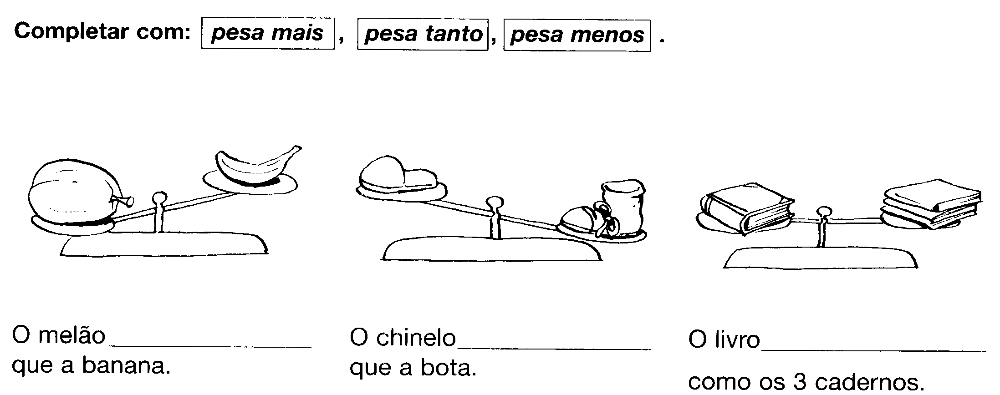 Completar com: pesa mais, pesa tanto, pesa menos.
O melão
que a banana.
O chinelo
que a bota.
O livro
como os 3 cadernos.